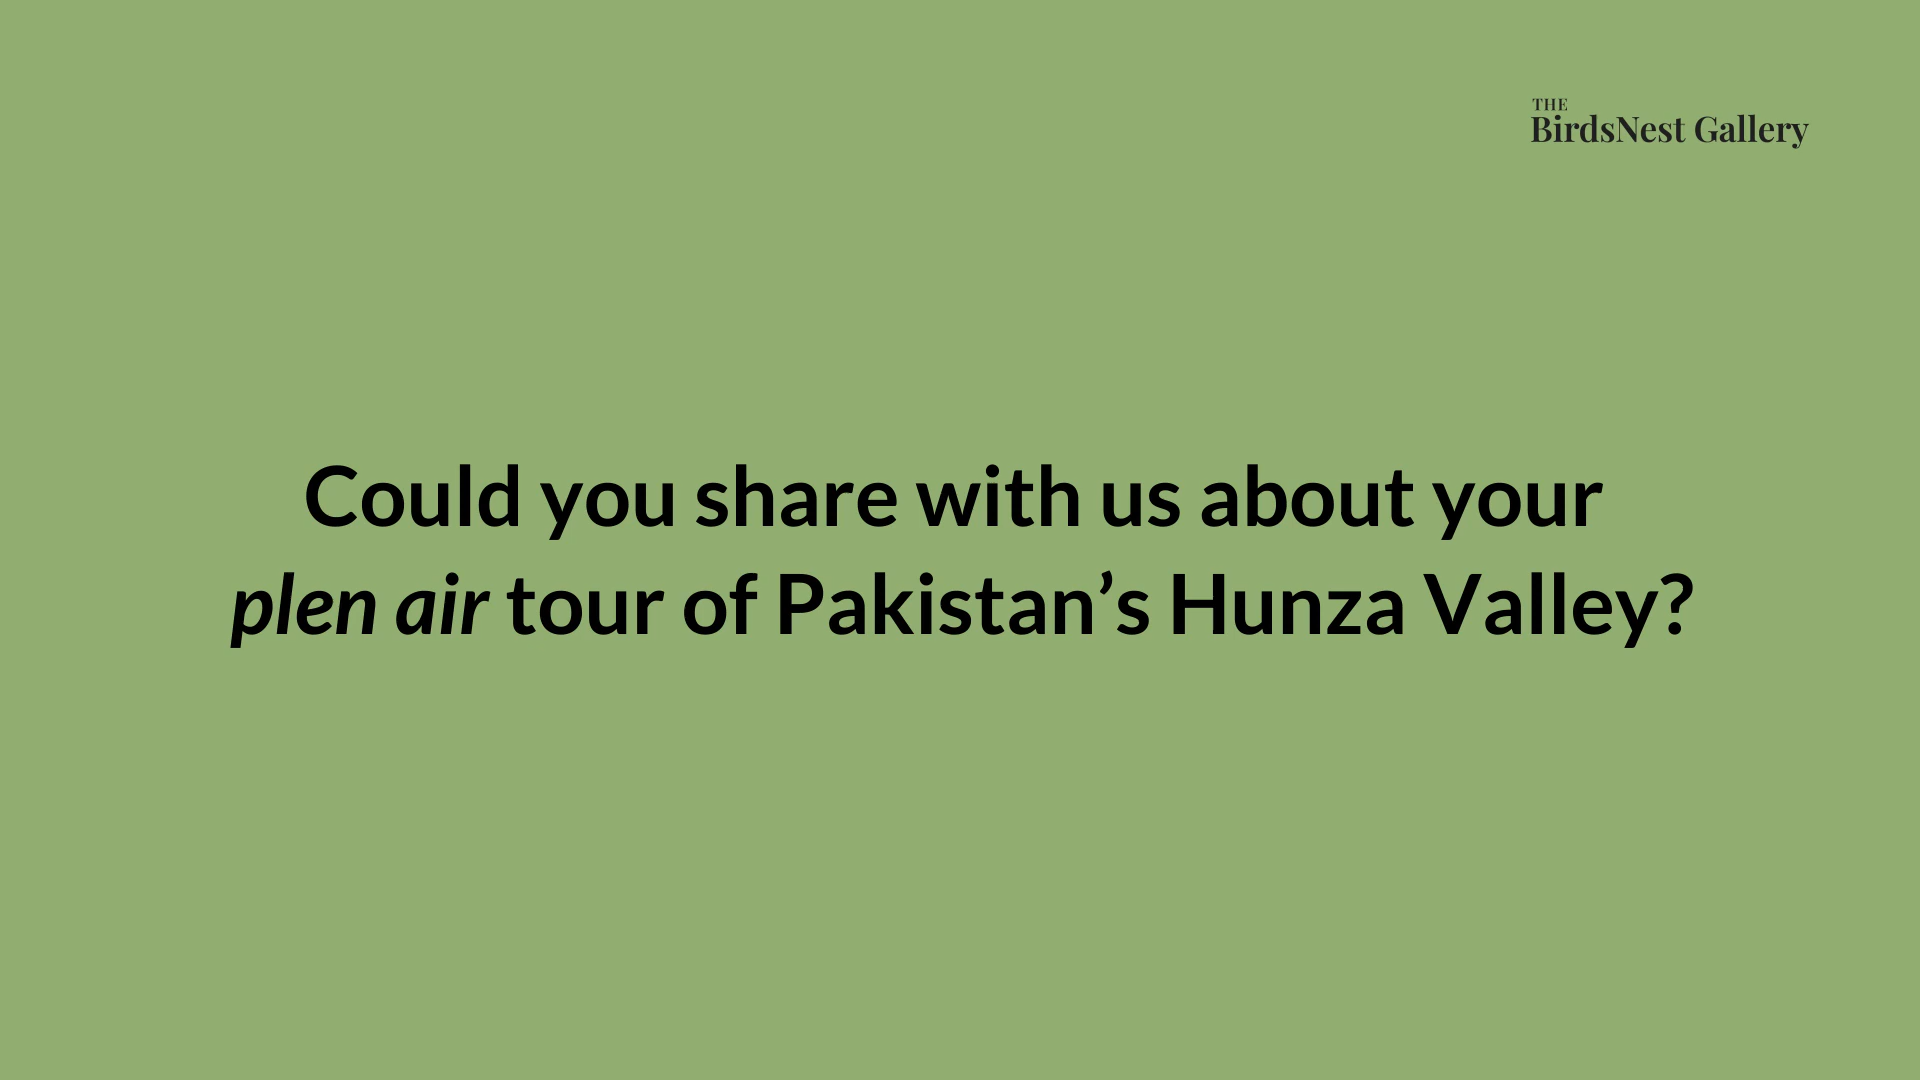 THE
BirdsNest Gallery
Could you share with us about your
plen air tour of Pakistan’s Hunza Valley?